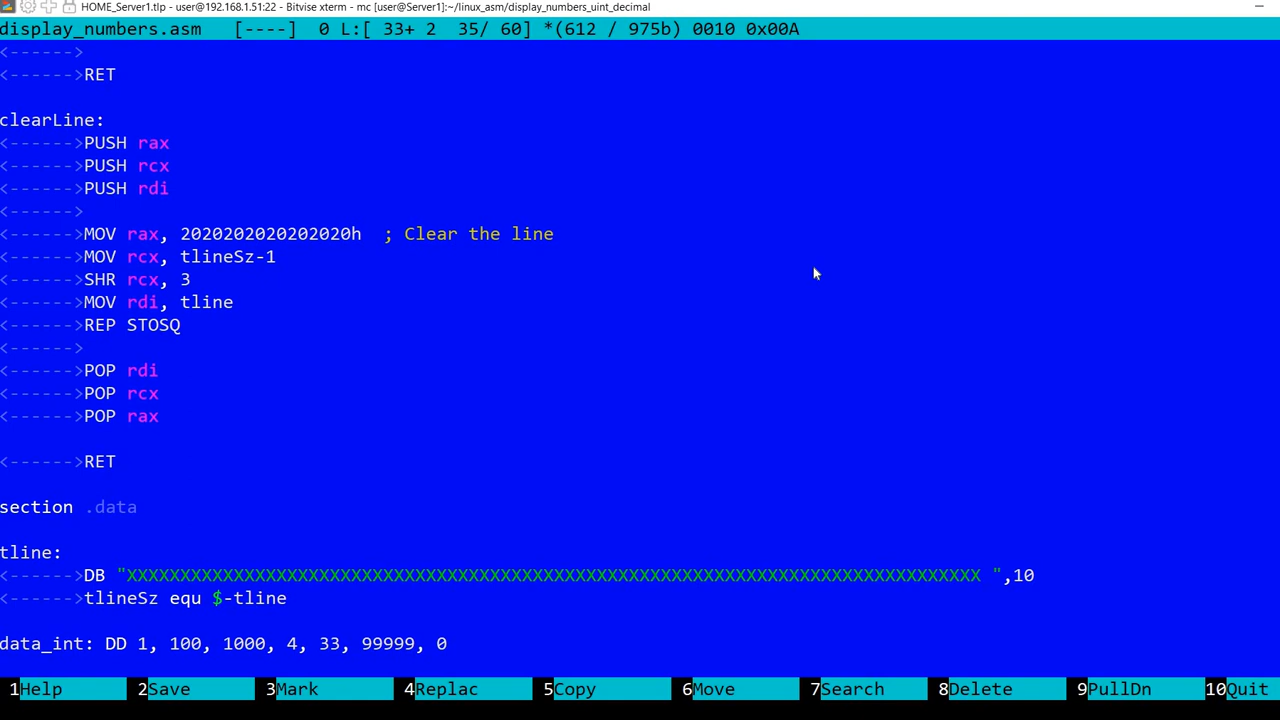 HOME_Server1.tlp - user@192.168.1.51:22 - Bitvise xterm - mc [user@Server1]:~/linux_asm/display_numbers_uint_decimal
display_numbers.asm   [----]  0 L:[ 33+ 2  35/ 60] *(612 / 975b) 0010 0x00A
<------>
<------>RET
clearLine:
<------>PUSH rax
<------>PUSH rcx
<------>PUSH rdi
<------>
<------>MOV rax, 2020202020202020h  ; Clear the line
<------>MOV rcx, tlineSz-1
<------>SHR rcx, 3
<------>MOV rdi, tline
<------>REP STOSQ
<------>
<------>POP rdi
<------>POP rcx
<------>POP rax
<------>RET
section .data
tline:
<------>DB "XXXXXXXXXXXXXXXXXXXXXXXXXXXXXXXXXXXXXXXXXXXXXXXXXXXXXXXXXXXXXXXXXXXXXXXXXXXXXXXX ",10
<------>tlineSz equ $-tline
data_int: DD 1, 100, 1000, 4, 33, 99999, 0
1Help 2Save 3Mark 4Replac 5Copy 6Move 7Search 8Delete 9PullDn 10Quit